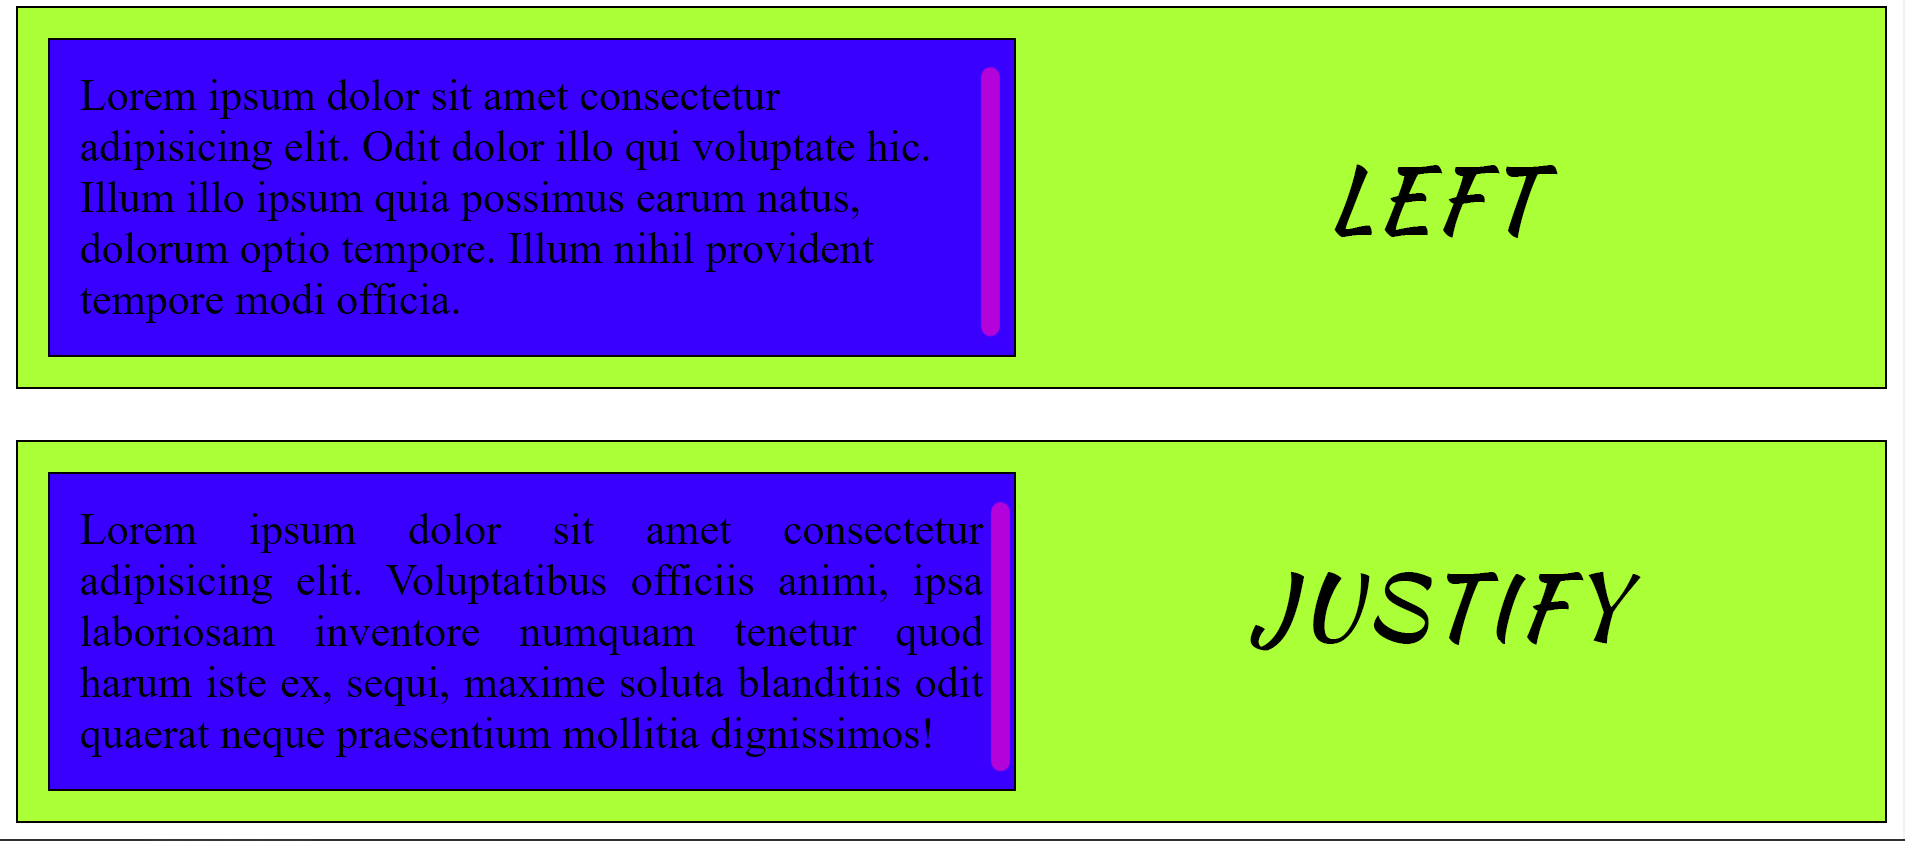 Lorem ipsum dolor sit amet consectetur
adipisicing elit. Odit dolor illo qui voluptate hic.
Illum illo ipsum quia possimus earum natus,
dolorum optio tempore. Illum nihil provident
tempore modi officia.
LEFT
Lorem ipsum dolor sit amet consectetur
adipisicing elit. Voluptatibus officiis animi, ipsa
laboriosam inventore numquam tenetur quod
harum iste ex, sequi, maxime soluta blanditiis odit
quaerat neque praesentium mollitia dignissimos!
JUSTIFY